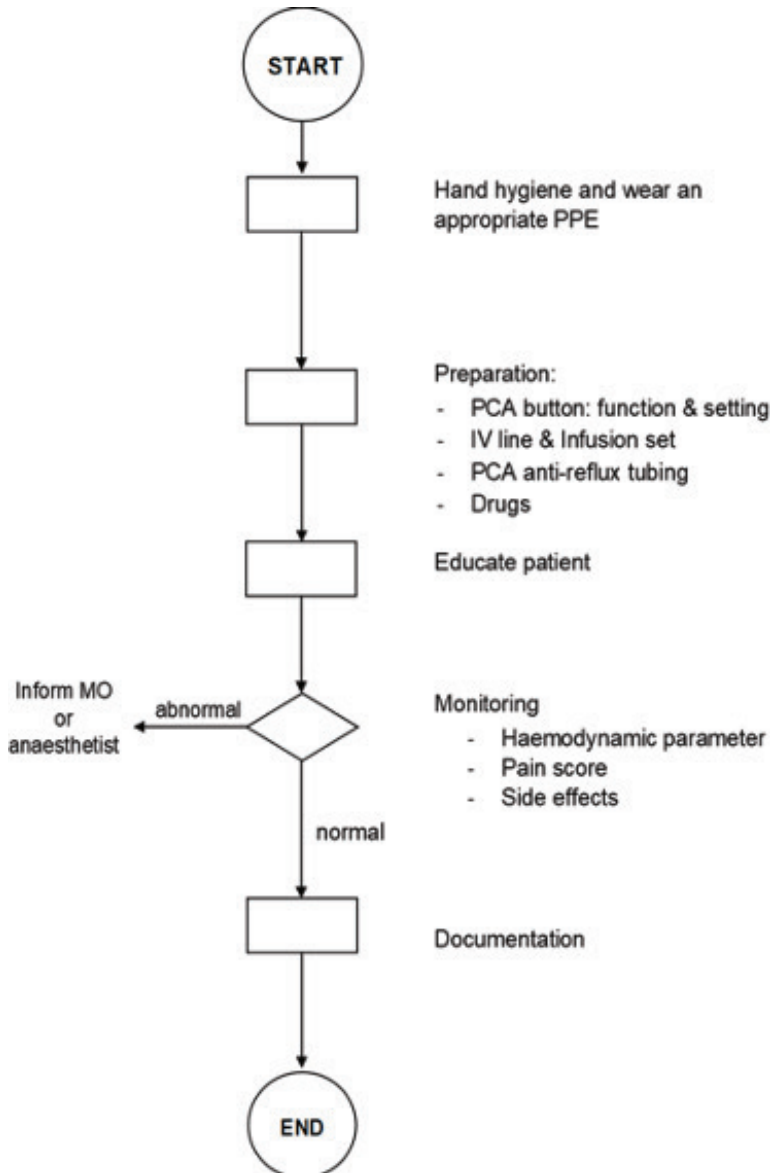 START
Hand hygiene and wear an
appropriate PPE
Preparation:
- PCA button: function & setting
- IV line & Infusion set
- PCA anti-reflux tubing
- Drugs
Educate patient
Inform MO
or
anaesthetist
abnormal
Monitoring
- Haemodynamic parameter
- Pain score
- Side effects
normal
Documentation
END